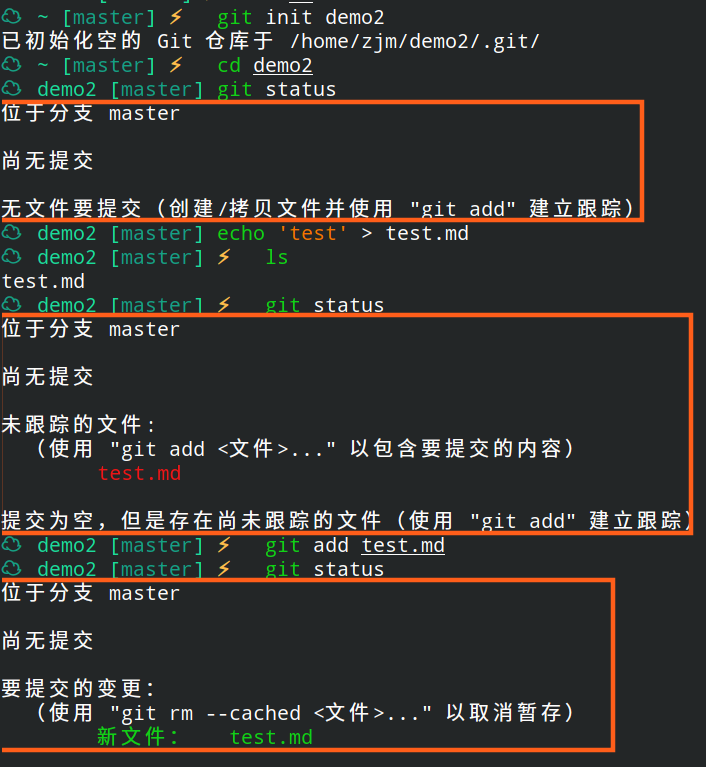 ~ [master] ⚡ git init demo2
已初始化空的 Git 仓库于 /home/zjm/demo2/.git/
~ [master] ⚡ cd demo2
demo2 [master] git status
位于分支 master
尚无提交
无文件要提交（创建/拷贝文件并使用 "git add" 建立跟踪）
demo2 [master] echo 'test' > test.md
demo2 [master] ⚡ ls
test.md
demo2 [master] ⚡ git status
位于分支 master
尚无提交
未跟踪的文件:
（使用 "git add <文件>..." 以包含要提交的内容）
test.md
提交为空，但是存在尚未跟踪的文件（使用 "git add" 建立跟踪）
demo2 [master] ⚡ git add test.md
demo2 [master] ⚡ git status
位于分支 master
尚无提交
要提交的变更：
（使用 "git rm --cached <文件>..." 以取消暂存）
新文件： test.md